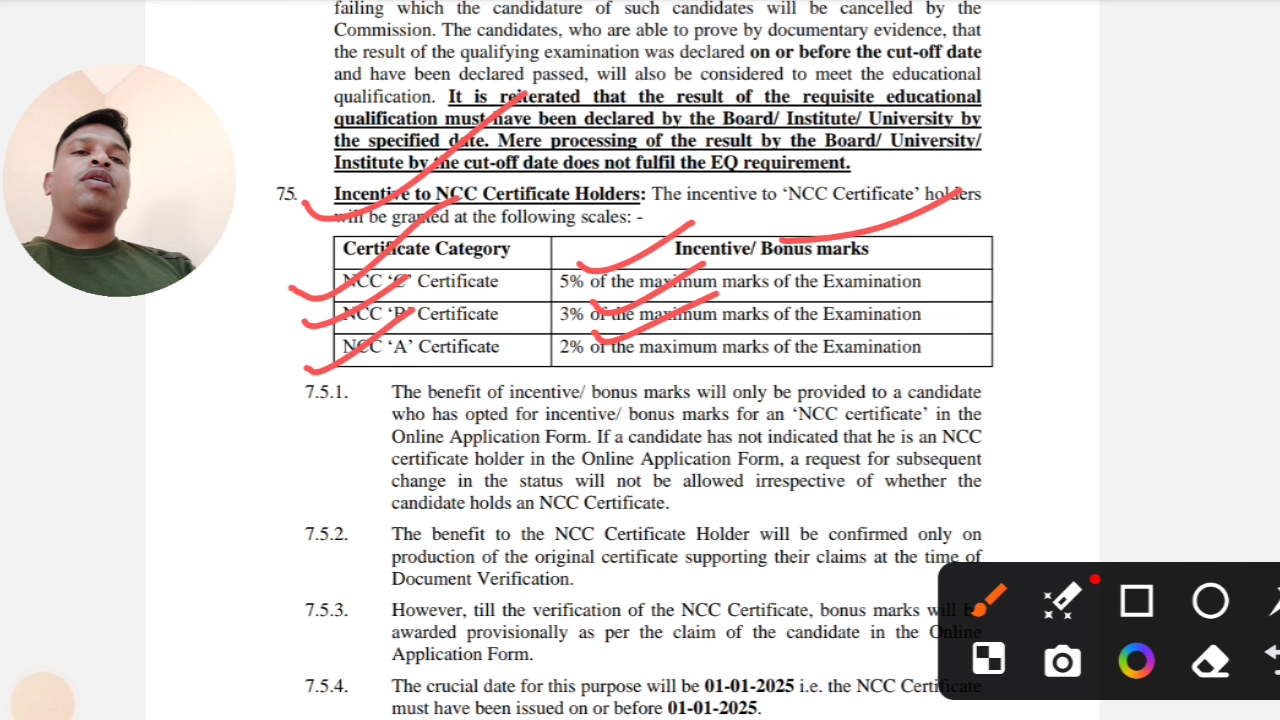 failing which the candidature of such candidates will be cancelled by the
Commission. The candidates, who are able to prove by documentary evidence, that
the result of the qualifying examination was declared on or before the cut-off date
and have been declared passed, will also be considered to meet the educational
qualification. It is reiterated that the result of the requisite educational
qualification must have been declared by the Board/ Institute/ University by
the specified date. Mere processing of the result by the Board/ University/
Institute by the cut-off date does not fulfil the EQ requirement.
75. Incentive to NCC Certificate Holders: The incentive to ‘NCC Certificate’ holders
will be granted at the following scales: -
Certificate Category Incentive/ Bonus marks
NCC ‘C’ Certificate 5% of the maximum marks of the Examination
NCC ‘B’ Certificate 3% of the maximum marks of the Examination
NCC ‘A’ Certificate 2% of the maximum marks of the Examination
7.5.1. The benefit of incentive/ bonus marks will only be provided to a candidate
who has opted for incentive/ bonus marks for an ‘NCC certificate’ in the
Online Application Form. If a candidate has not indicated that he is an NCC
certificate holder in the Online Application Form, a request for subsequent
change in the status will not be allowed irrespective of whether the
candidate holds an NCC Certificate.
7.5.2. The benefit to the NCC Certificate Holder will be confirmed only on
production of the original certificate supporting their claims at the time of
Document Verification.
7.5.3. However, till the verification of the NCC Certificate, bonus marks will be
awarded provisionally as per the claim of the candidate in the Online
Application Form.
7.5.4. The crucial date for this purpose will be 01-01-2025 i.e. the NCC Certificate
must have been issued on or before 01-01-2025.